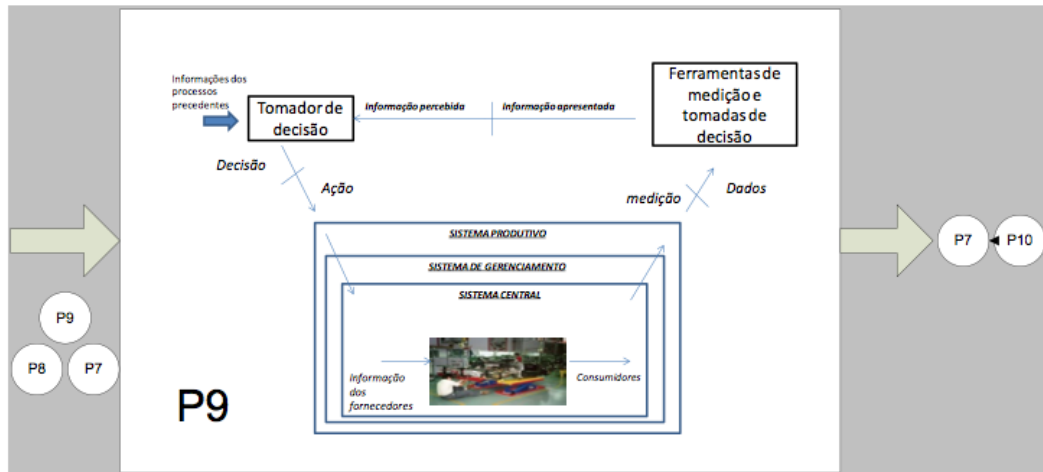 Informações dos
processos
precedentes
Tomador de
decisão
Informação percebida
Informação apresentada
Ferramentas de
medição e
tomadas de
decisão
Decisão
Ação
medição
Dados
SISTEMA PRODUTIVO
SISTEMA DE GERENCIAMENTO
SISTEMA CENTRAL
Informação
dos
fornecedores
Consumidores
P9
P8
P7
P9
P7
P10